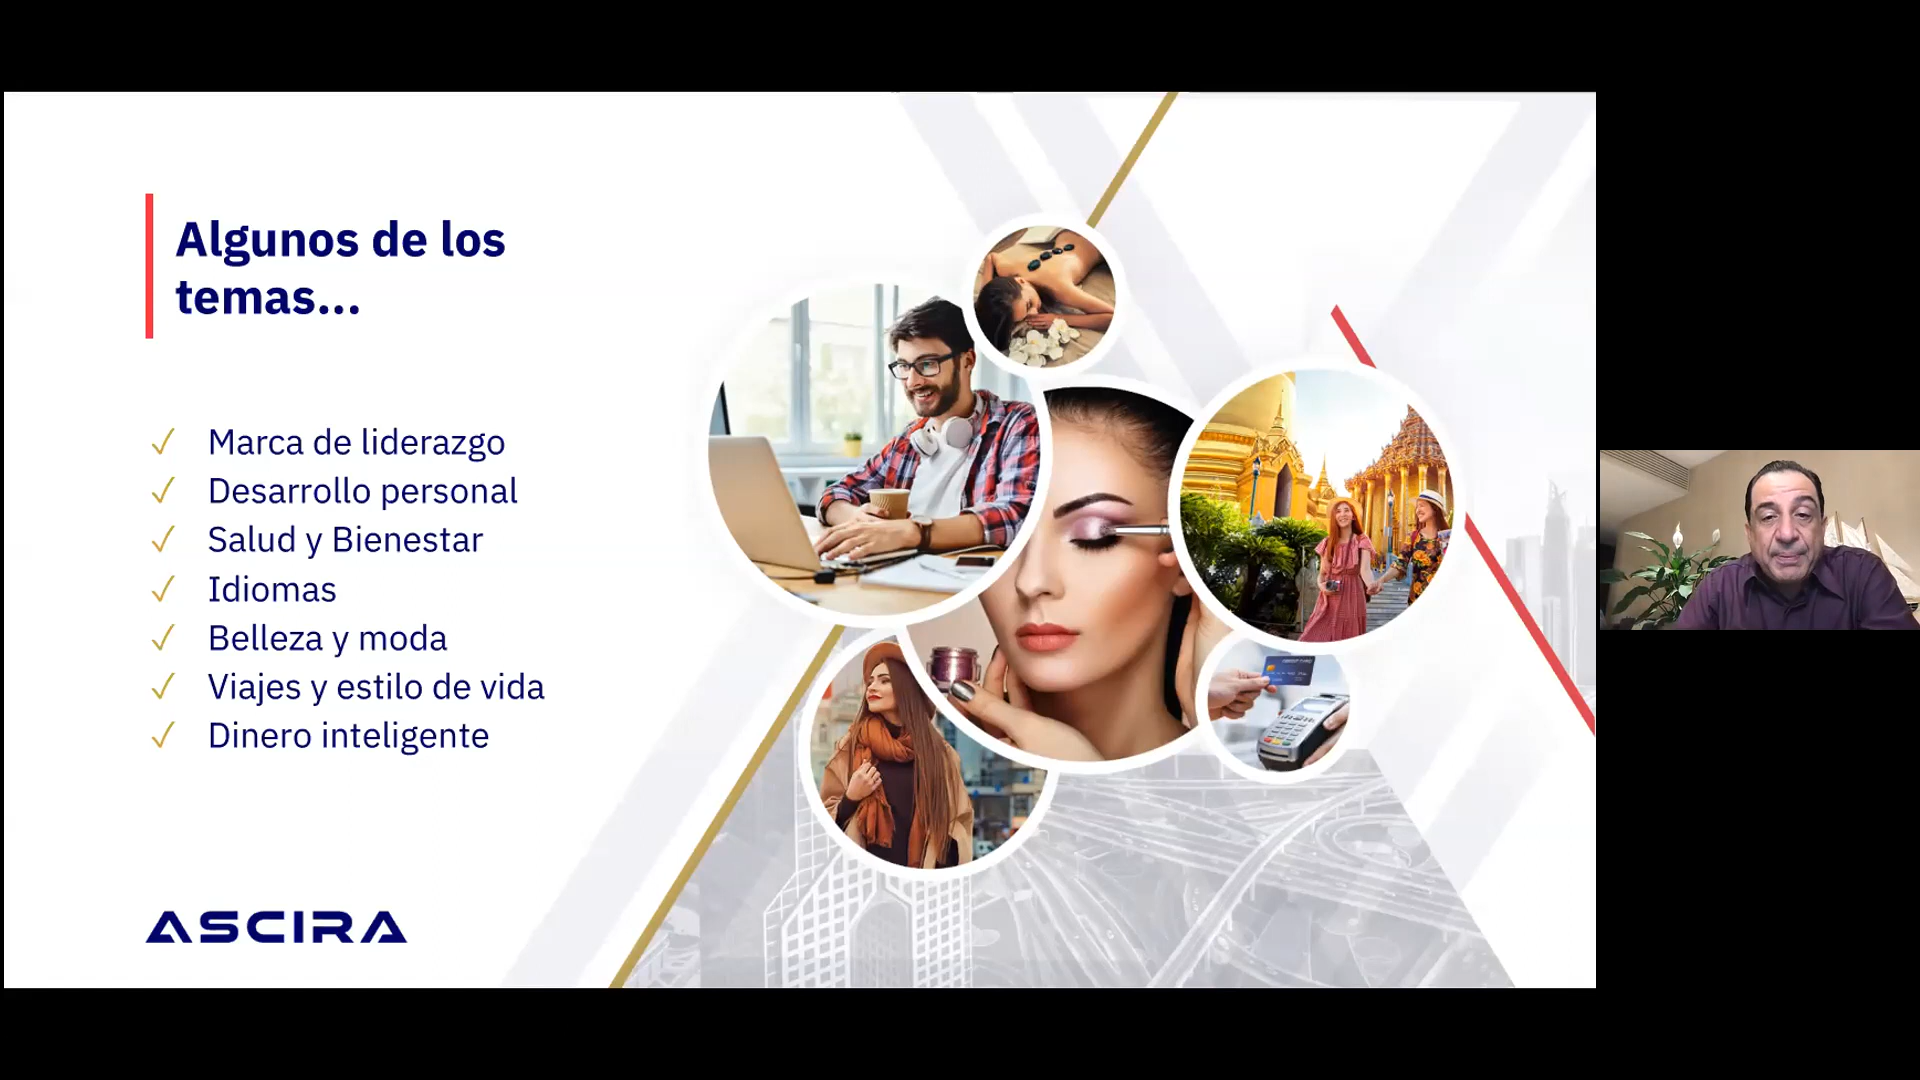 Algunos de los
temas...
✓ Marca de liderazgo
✓ Desarrollo personal
✓ Salud y Bienestar
✓ Idiomas
✓ Belleza y moda
✓ Viajes y estilo de vida
✓ Dinero inteligente
ASCIRA